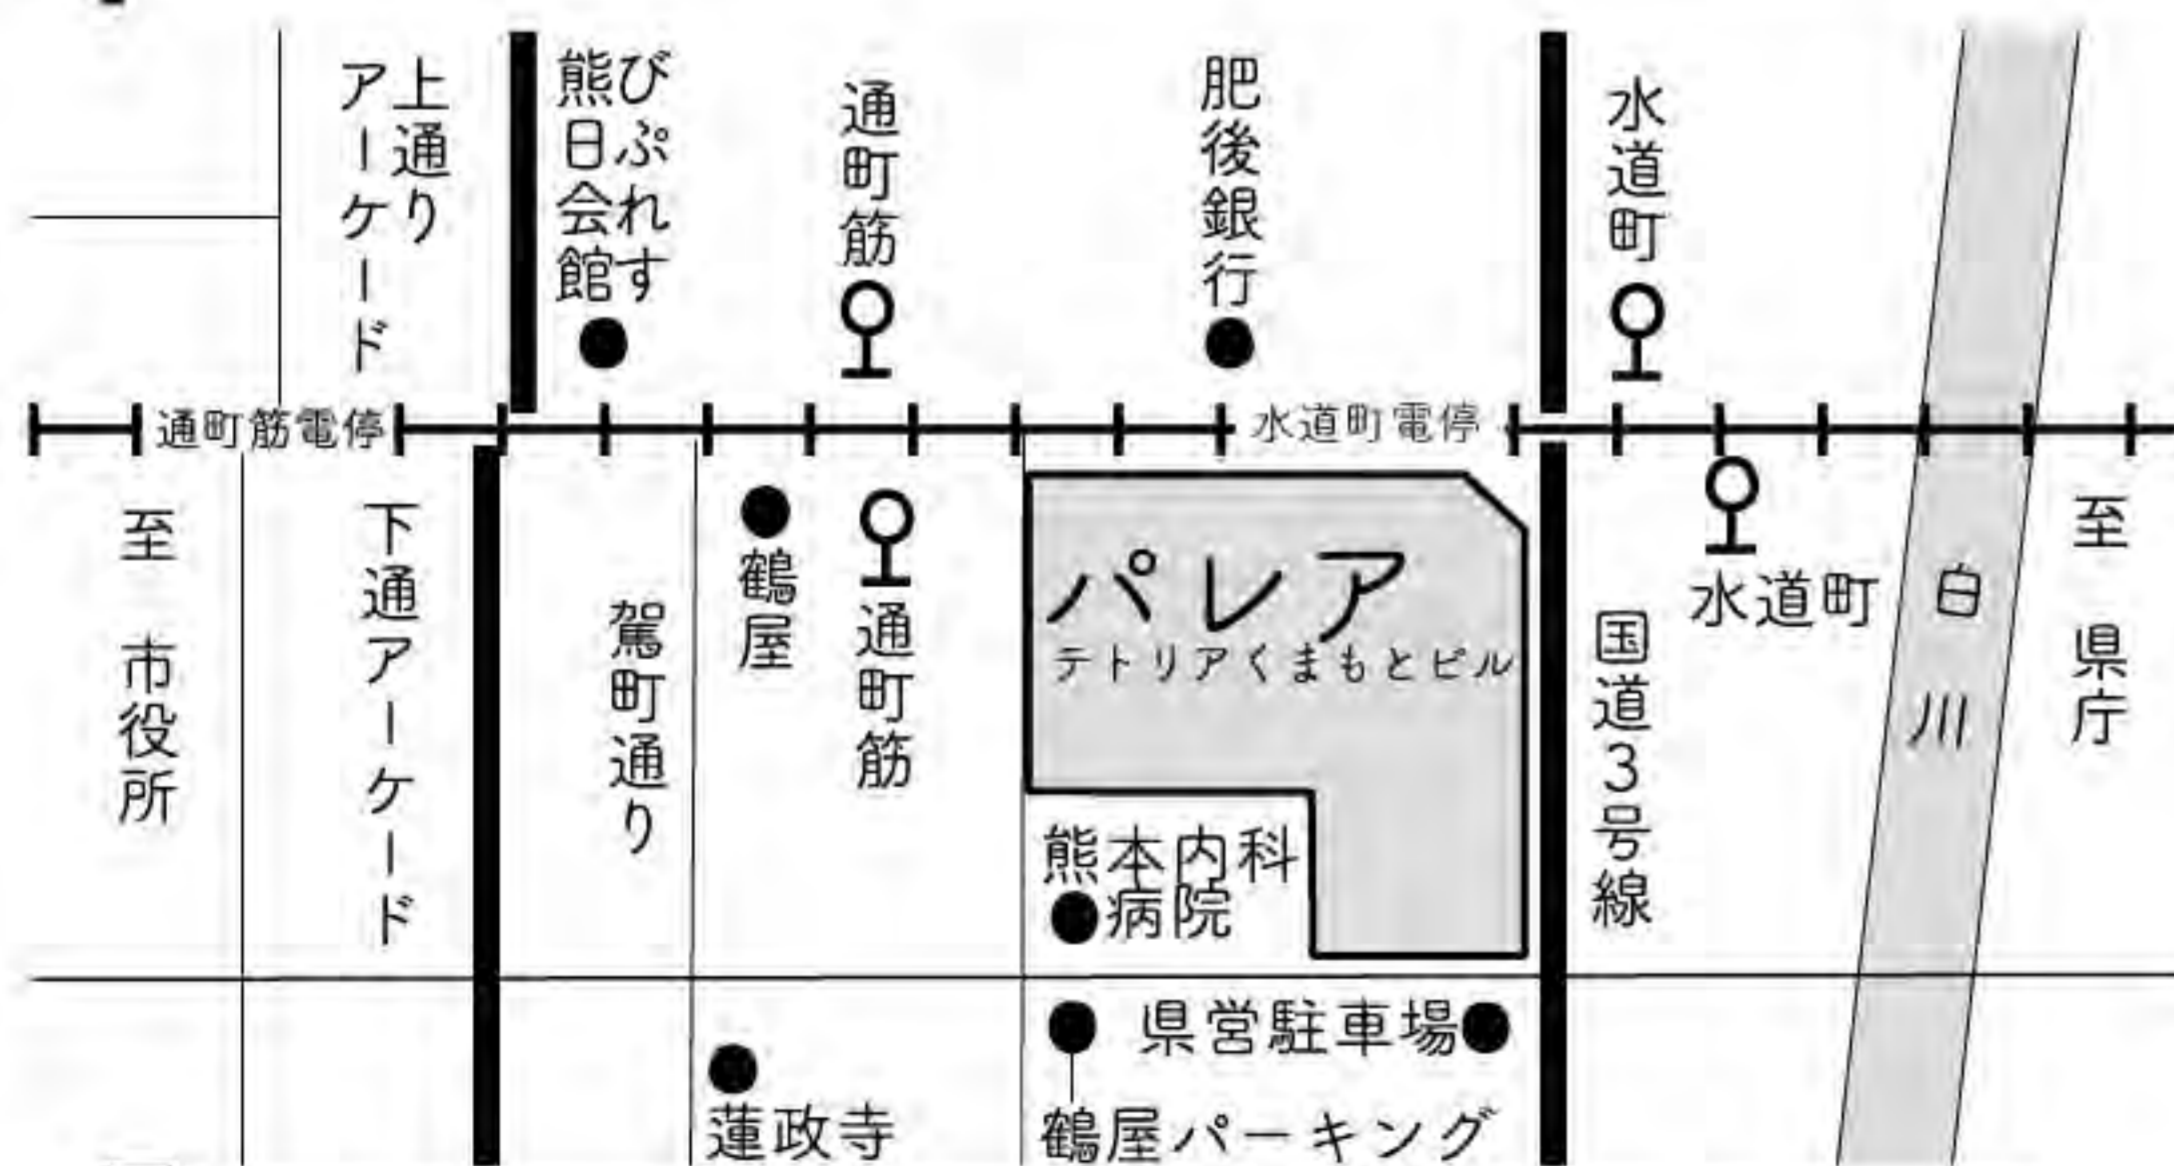 上通り
アーケード
びぷれす
熊日会館
通町筋
肥後銀行
水道町
通町筋電停
水道町電停
至 市役所
下通アーケード
駕町通り
鶴屋
通町筋
パレア
テトリアくまもとビル
熊本内科
病院
国道3号線
水道町
白川
至 県庁
蓮政寺
県営駐車場
鶴屋パーキング